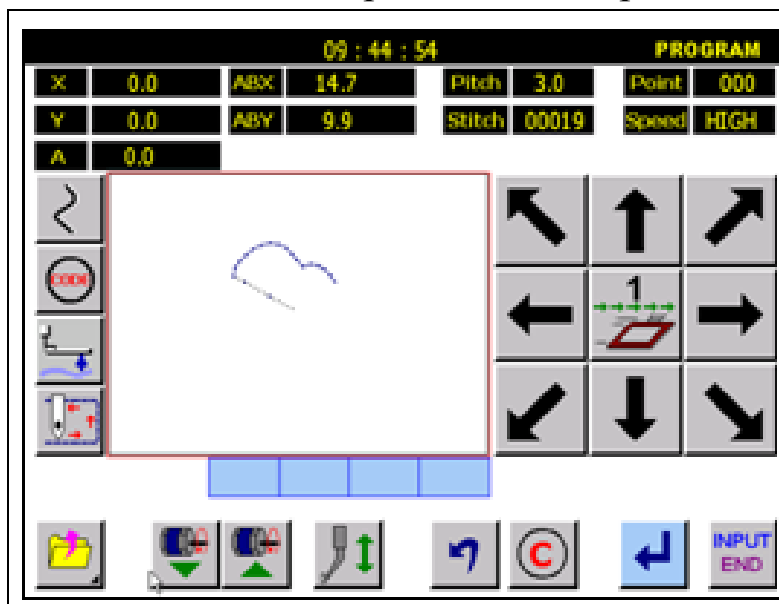 09 : 44 : 54 PROGRAM
X 0.0 ABX 14.7 Pitch 3.0 Point 000
Y 0.0 ABY 9.9 Stitch 00019 Speed HIGH
A 0.0
CODE
1
C
INPUT
END